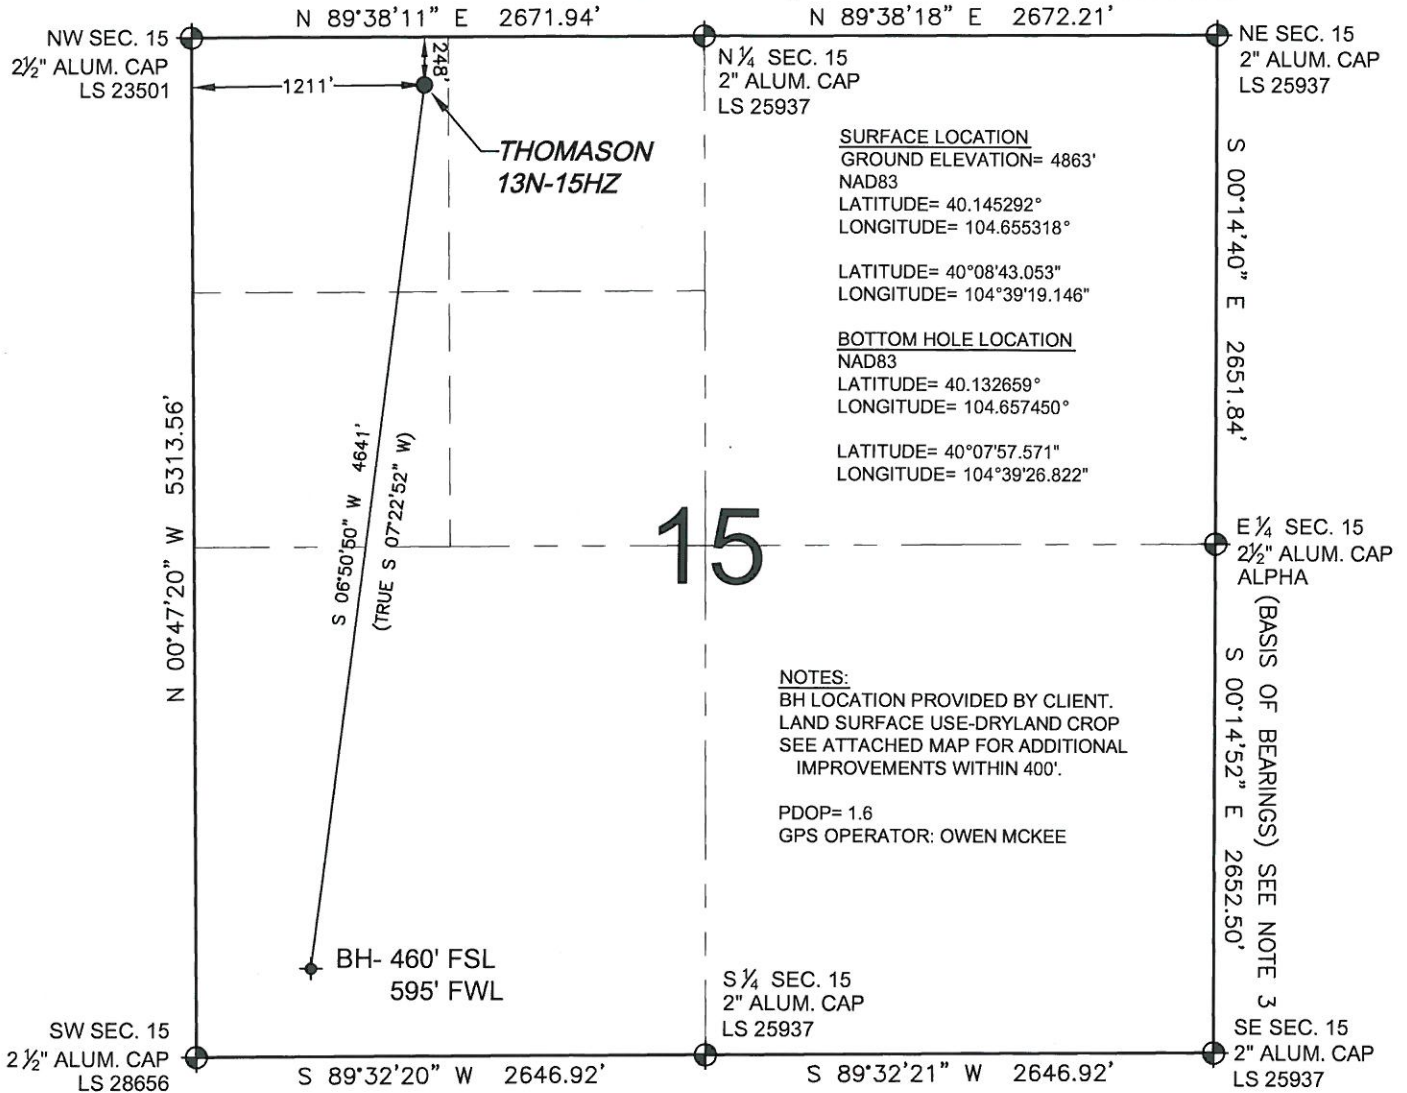 N 89°38'11" E 2671.94'
N 89°38'18" E 2672.21'
NW SEC. 15
2½" ALUM. CAP
LS 23501
N ¼ SEC. 15
2" ALUM. CAP
LS 25937
NE SEC. 15
2" ALUM. CAP
LS 25937
248'
1211'
THOMASON
13N-15HZ
SURFACE LOCATION
GROUND ELEVATION= 4863'
NAD83
LATITUDE= 40.145292°
LONGITUDE= 104.655318°
LATITUDE= 40°08'43.053"
LONGITUDE= 104°39'19.146"
BOTTOM HOLE LOCATION
NAD83
LATITUDE= 40.132659°
LONGITUDE= 104.657450°
LATITUDE= 40°07'57.571"
LONGITUDE= 104°39'26.822"
S 00°14'40" E 2651.84'
N 00°47'20" W 5313.56'
S 06°50'50" W 4641'
(TRUE S 07°22'52" W)
15
E ¼ SEC. 15
2½" ALUM. CAP
ALPHA
(BASIS OF BEARINGS) SEE NOTE 3
S 00°14'52" E 2652.50'
NOTES:
BH LOCATION PROVIDED BY CLIENT.
LAND SURFACE USE-DRYLAND CROP
SEE ATTACHED MAP FOR ADDITIONAL
IMPROVEMENTS WITHIN 400'.
PDOP= 1.6
GPS OPERATOR: OWEN MCKEE
BH- 460' FSL
595' FWL
SW SEC. 15
2 ½" ALUM. CAP
LS 28656
S ¼ SEC. 15
2" ALUM. CAP
LS 25937
SE SEC. 15
2" ALUM. CAP
LS 25937
S 89°32'20" W 2646.92'
S 89°32'21" W 2646.92'